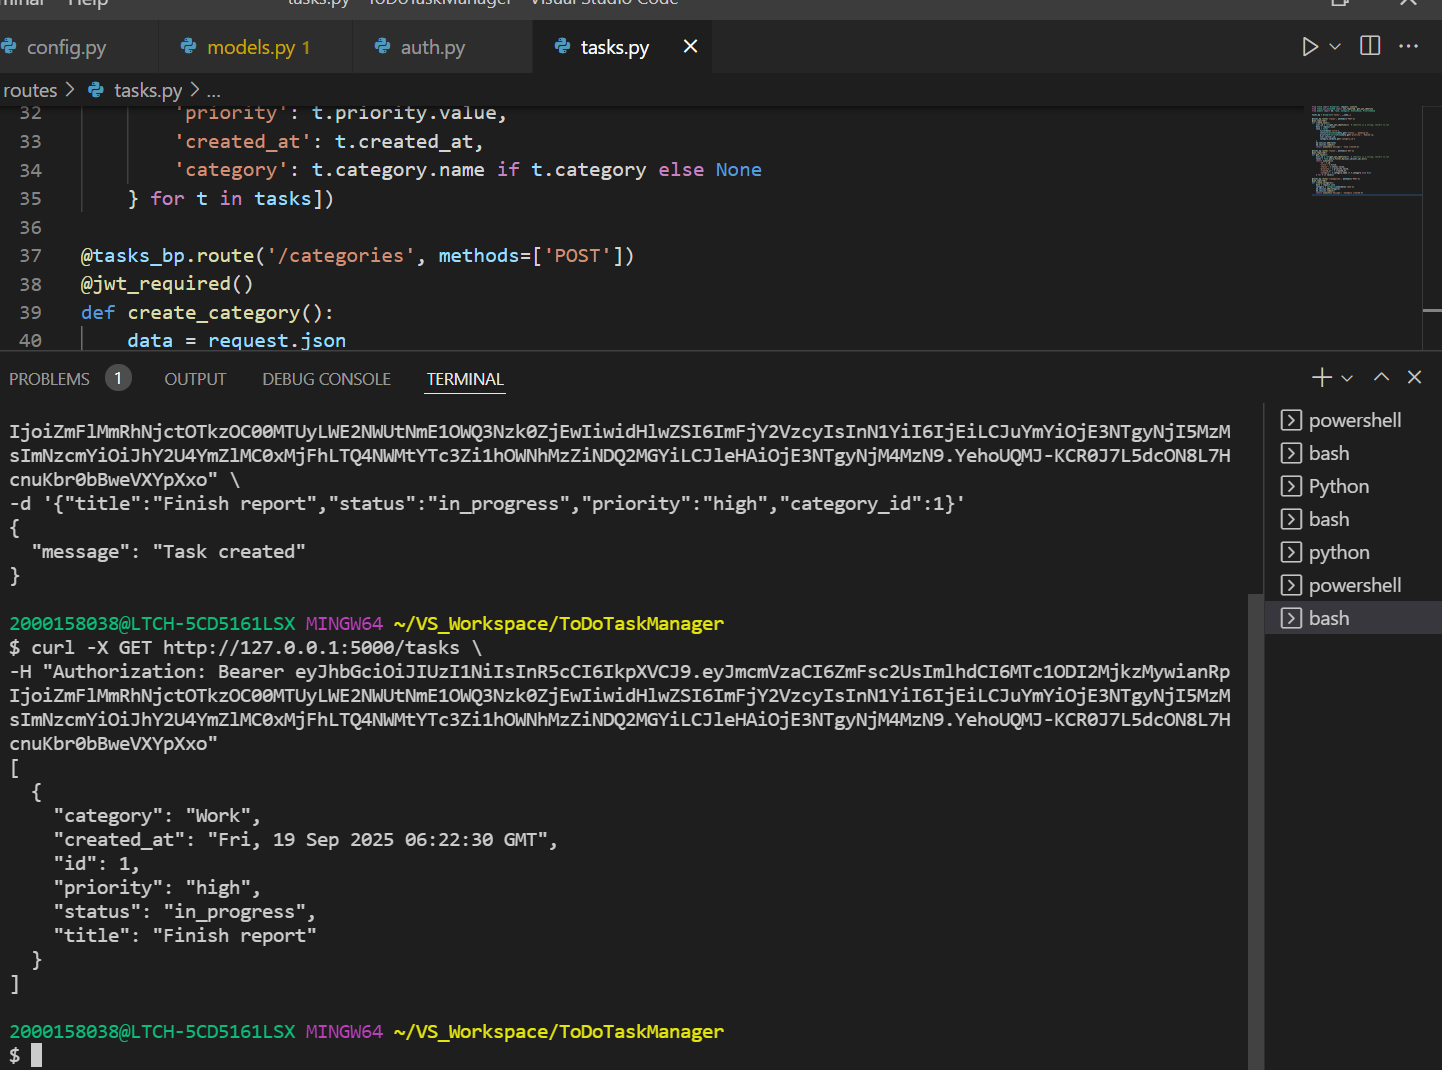 Help
tasks.py - ToDoTaskManager - Visual Studio Code
config.py
models.py 1
auth.py
tasks.py
routes > tasks.py > ...
32 'priority': t.priority.value,
33 'created_at': t.created_at,
34 'category': t.category.name if t.category else None
35 } for t in tasks])
36
37 @tasks_bp.route('/categories', methods=['POST'])
38 @jwt_required()
39 def create_category():
40 data = request.json
PROBLEMS 1 OUTPUT DEBUG CONSOLE TERMINAL
IjoiZmFlMmRhNjctOTkzOC00MTUyLWE2NWUtNmE1OWQ3Nzk0ZjEwIiwidHlwZSI6ImFjY2VzcyIsInN1YiI6IjEiLCJuYmYiOjE3NTgyNjI5MzM
sImNzcmYiOiJhY2U4YmZlMC0xMjFhLTQ4NWMtYTc3Zi1hOWNhMzZiNDQ2MGYiLCJleHAiOjE3NTgyNjM4MzN9.YehoUQMJ-KCR0J7L5dcON8L7H
cnuKbr0bBweVXYpXxo" \
-d '{"title":"Finish report","status":"in_progress","priority":"high","category_id":1}'
{
"message": "Task created"
}
2000158038@LTCH-5CD5161LSX MINGW64 ~/VS_Workspace/ToDoTaskManager
$ curl -X GET http://127.0.0.1:5000/tasks \
-H "Authorization: Bearer eyJhbGciOiJIUzI1NiIsInR5cCI6IkpXVCJ9.eyJmcmVzaCI6ZmFsc2UsImlhdCI6MTc1ODI2MjkzMywianRp
IjoiZmFlMmRhNjctOTkzOC00MTUyLWE2NWUtNmE1OWQ3Nzk0ZjEwIiwidHlwZSI6ImFjY2VzcyIsInN1YiI6IjEiLCJuYmYiOjE3NTgyNjI5MzM
sImNzcmYiOiJhY2U4YmZlMC0xMjFhLTQ4NWMtYTc3Zi1hOWNhMzZiNDQ2MGYiLCJleHAiOjE3NTgyNjM4MzN9.YehoUQMJ-KCR0J7L5dcON8L7H
cnuKbr0bBweVXYpXxo"
[
{
"category": "Work",
"created_at": "Fri, 19 Sep 2025 06:22:30 GMT",
"id": 1,
"priority": "high",
"status": "in_progress",
"title": "Finish report"
}
]
2000158038@LTCH-5CD5161LSX MINGW64 ~/VS_Workspace/ToDoTaskManager
$
powershell
bash
Python
bash
python
powershell
bash